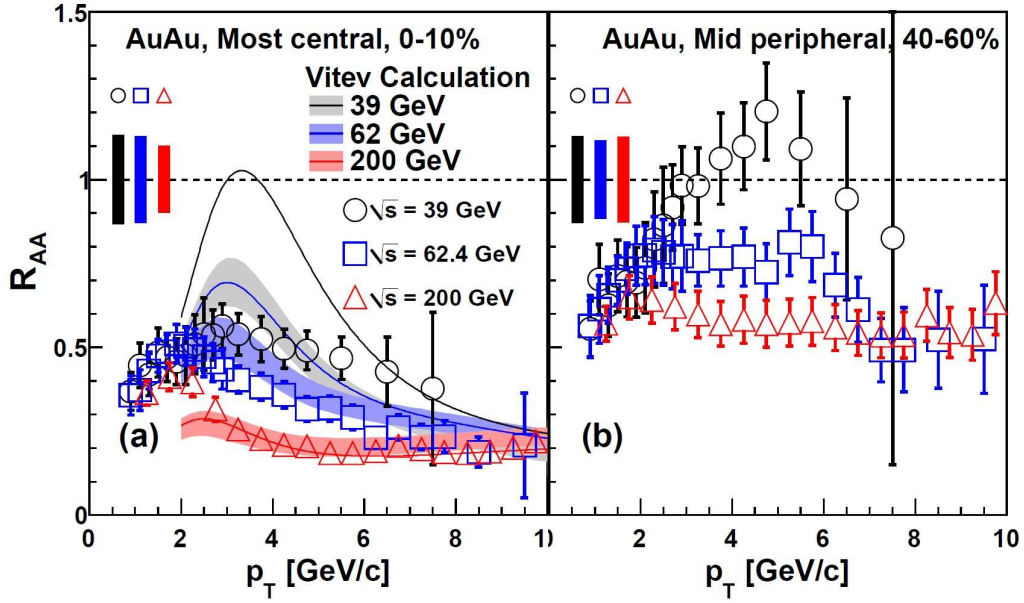 1.5
1
0.5
0
R_AA
AuAu, Most central, 0-10%
Vitev Calculation
39 GeV
62 GeV
200 GeV
√s = 39 GeV
√s = 62.4 GeV
√s = 200 GeV
(a)
0 2 4 6 8 10
p_T [GeV/c]
AuAu, Mid peripheral, 40-60%
(b)
2 4 6 8 10
p_T [GeV/c]